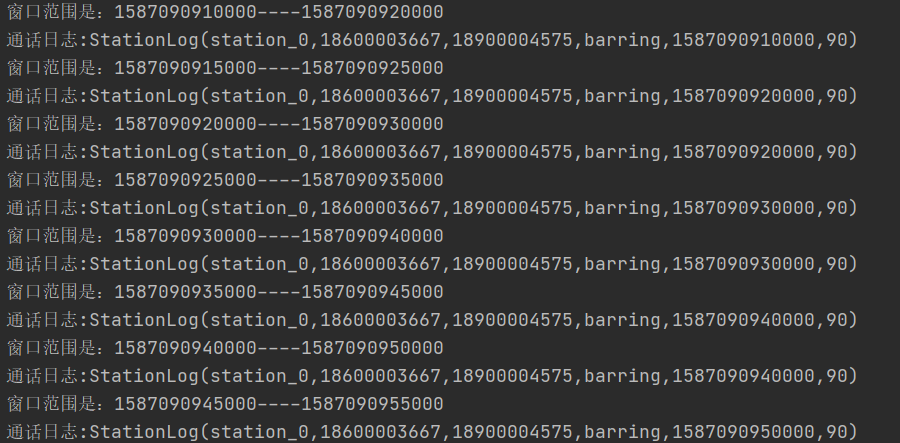 窗口范围是：1587090910000----1587090920000
通话日志:StationLog(station_0,18600003667,18900004575,barring,1587090910000,90)
窗口范围是：1587090915000----1587090925000
通话日志:StationLog(station_0,18600003667,18900004575,barring,1587090920000,90)
窗口范围是：1587090920000----1587090930000
通话日志:StationLog(station_0,18600003667,18900004575,barring,1587090920000,90)
窗口范围是：1587090925000----1587090935000
通话日志:StationLog(station_0,18600003667,18900004575,barring,1587090930000,90)
窗口范围是：1587090930000----1587090940000
通话日志:StationLog(station_0,18600003667,18900004575,barring,1587090930000,90)
窗口范围是：1587090935000----1587090945000
通话日志:StationLog(station_0,18600003667,18900004575,barring,1587090940000,90)
窗口范围是：1587090940000----1587090950000
通话日志:StationLog(station_0,18600003667,18900004575,barring,1587090940000,90)
窗口范围是：1587090945000----1587090955000
通话日志:StationLog(station_0,18600003667,18900004575,barring,1587090950000,90)